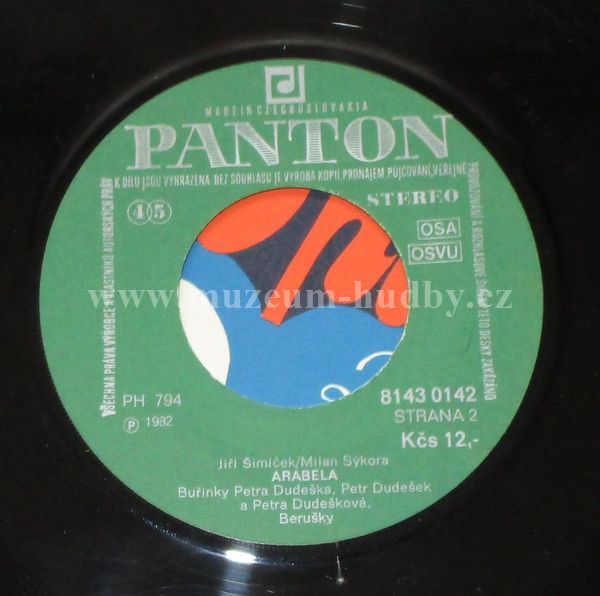 MADE IN CZECHOSLOVAKIA
PANTON
K DÍLU JSOU VYHRAZENA. BEZ SOUHLASU JE VÝROBA KOPIÍ, PRONÁJEM, PŮJČOVÁNÍ, VEŘEJNÉ
PROVOZOVÁNÍ A ROZHLASOVÉ ŠÍŘENÍ TÉTO DESKY ZAKÁZÁNO
VŠECHNA PRÁVA VÝROBCE A VLASTNÍKŮ AUTORSKÝCH PRÁV
STEREO
45
OSA
OSVU
www.muzeum-hudby.cz
PH 794
8143 0142
Ⓟ 1982
STRANA 2
Kčs 12,-
Jiří Šimíček/Milan Sýkora
ARABELA
Buřinky Petra Dudeška, Petr Dudešek
a Petra Dudešková,
Berušky